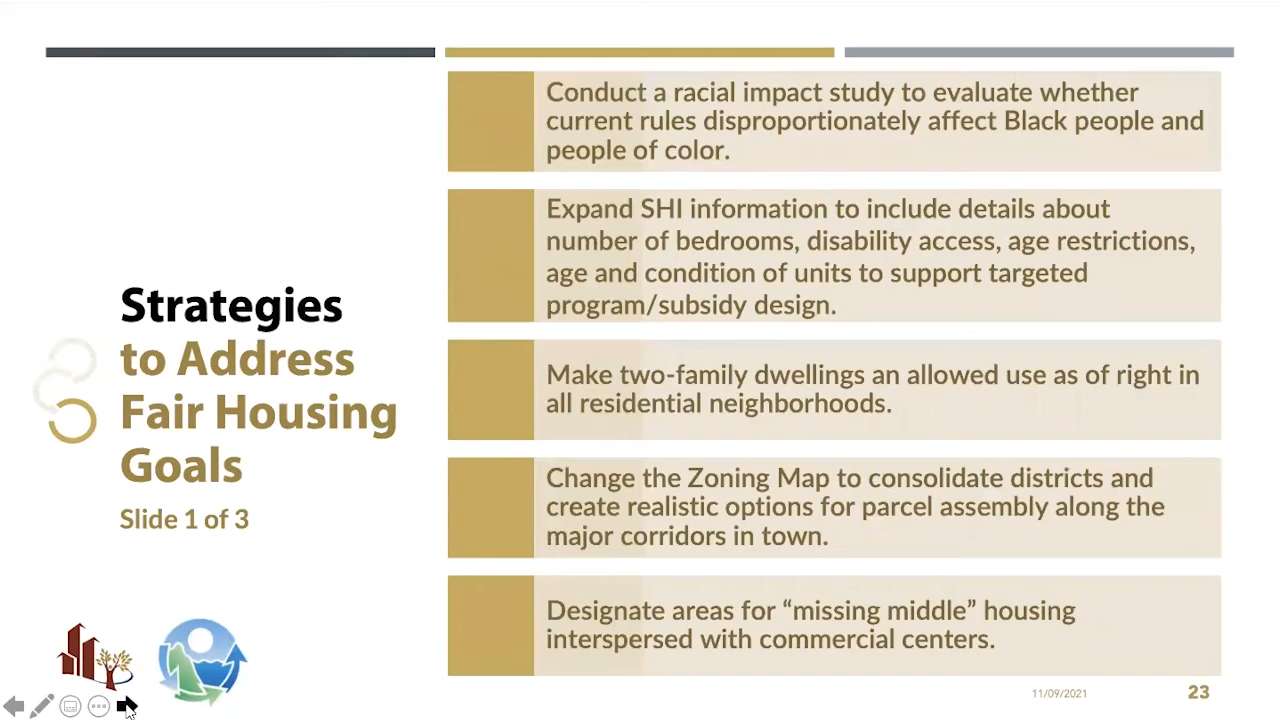 Strategies
to Address
Fair Housing
Goals
Slide 1 of 3
Conduct a racial impact study to evaluate whether
current rules disproportionately affect Black people and
people of color.
Expand SHI information to include details about
number of bedrooms, disability access, age restrictions,
age and condition of units to support targeted
program/subsidy design.
Make two-family dwellings an allowed use as of right in
all residential neighborhoods.
Change the Zoning Map to consolidate districts and
create realistic options for parcel assembly along the
major corridors in town.
Designate areas for “missing middle” housing
interspersed with commercial centers.
11/09/2021
23